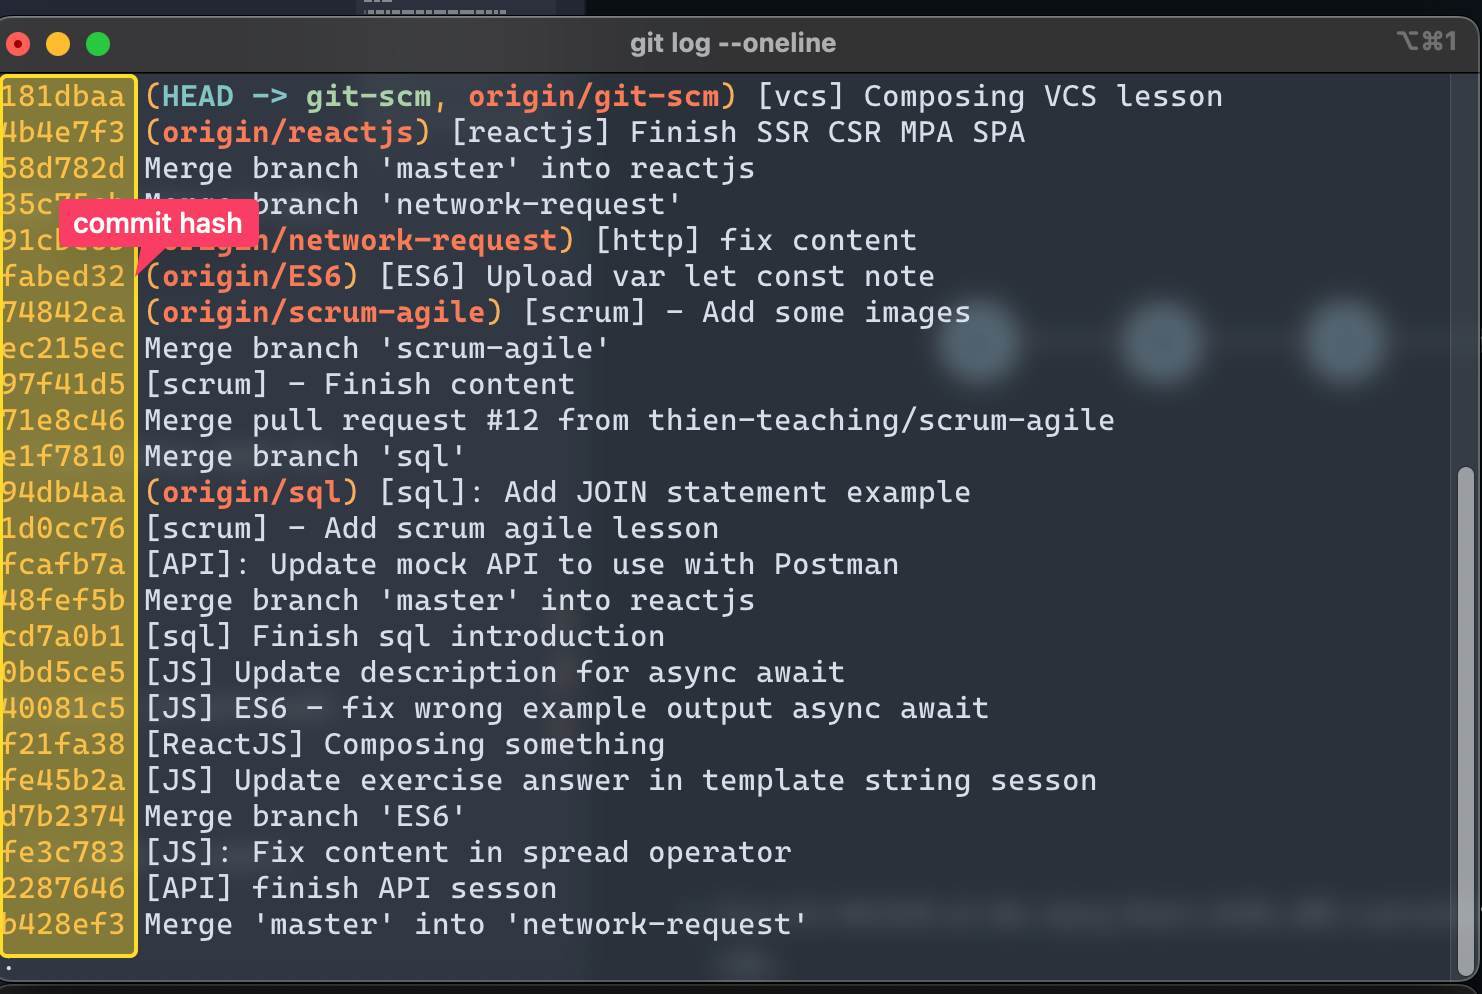 git log --oneline
⌥⌘1
181dbaa (HEAD -> git-scm, origin/git-scm) [vcs] Composing VCS lesson
4b4e7f3 (origin/reactjs) [reactjs] Finish SSR CSR MPA SPA
58d782d Merge branch 'master' into reactjs
branch 'network-request'
commit hash
/network-request) [http] fix content
fabed32 (origin/ES6) [ES6] Upload var let const note
74842ca (origin/scrum-agile) [scrum] - Add some images
ec215ec Merge branch 'scrum-agile'
97f41d5 [scrum] - Finish content
71e8c46 Merge pull request #12 from thien-teaching/scrum-agile
e1f7810 Merge branch 'sql'
94db4aa (origin/sql) [sql]: Add JOIN statement example
1d0cc76 [scrum] - Add scrum agile lesson
fcafb7a [API]: Update mock API to use with Postman
48fef5b Merge branch 'master' into reactjs
cd7a0b1 [sql] Finish sql introduction
0bd5ce5 [JS] Update description for async await
40081c5 [JS] ES6 - fix wrong example output async await
f21fa38 [ReactJS] Composing something
fe45b2a [JS] Update exercise answer in template string sesson
d7b2374 Merge branch 'ES6'
fe3c783 [JS]: Fix content in spread operator
2287646 [API] finish API sesson
b428ef3 Merge 'master' into 'network-request'